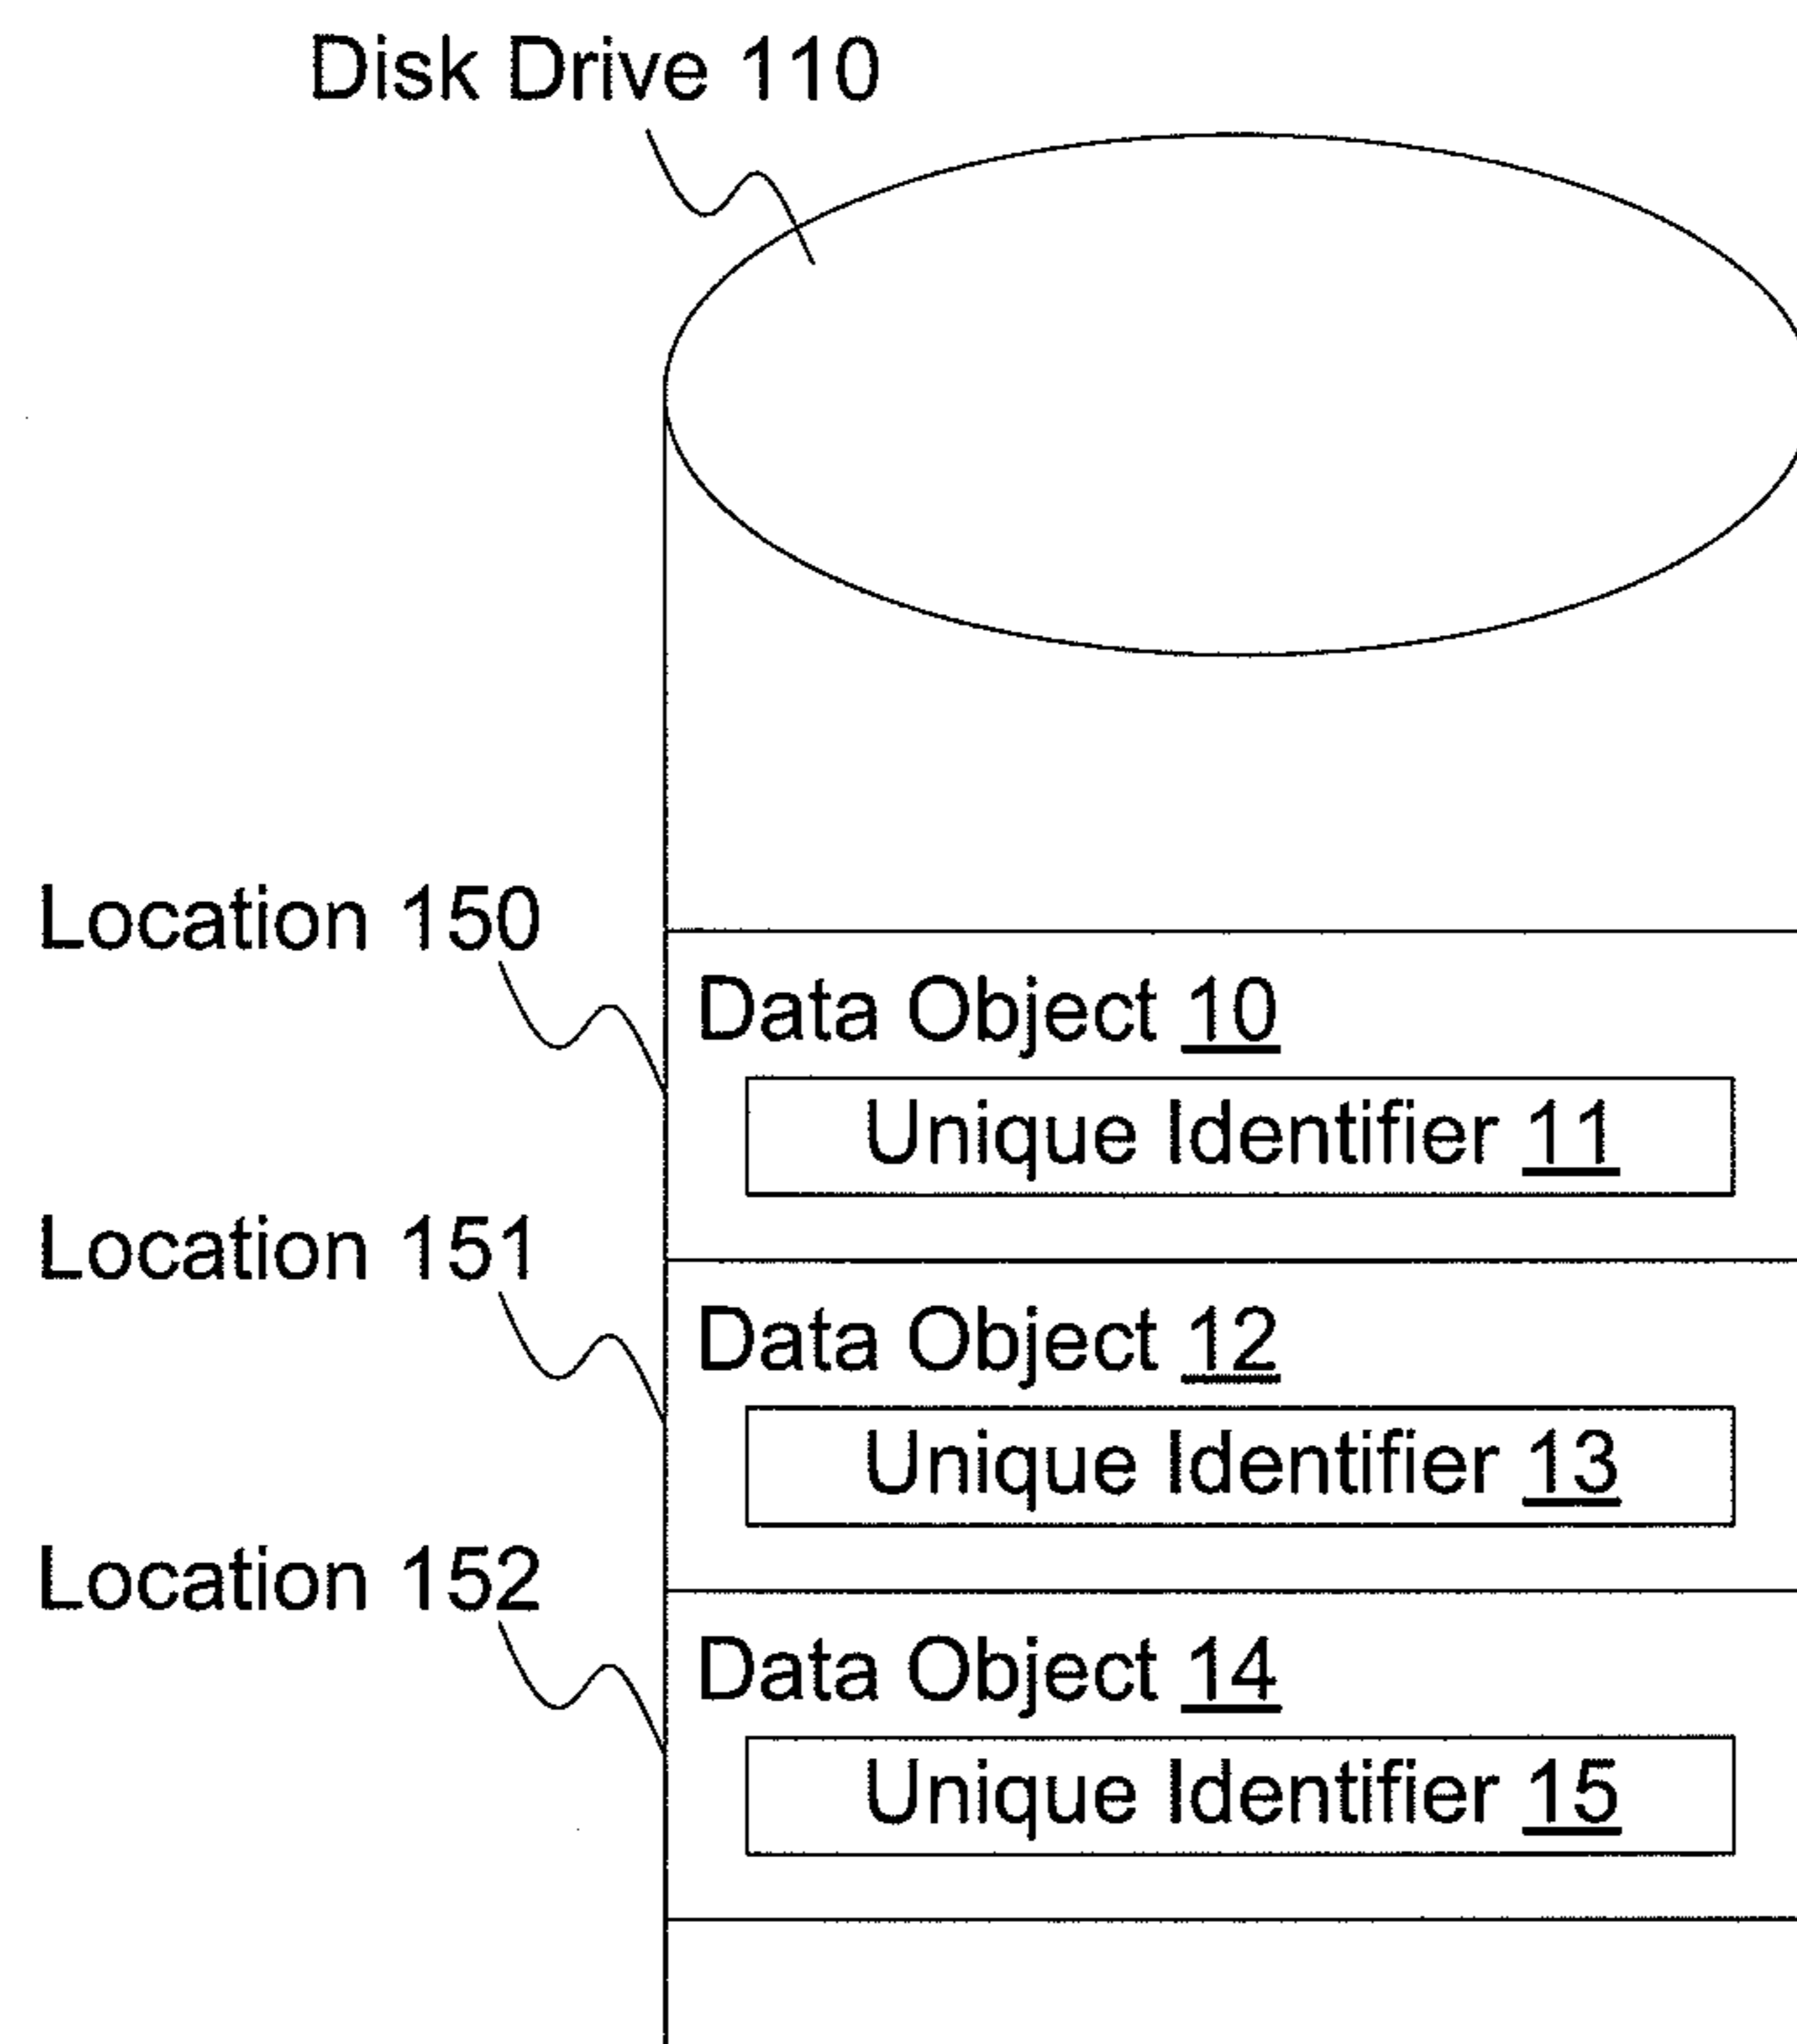 Disk Drive 110
Location 150
Data Object 10
Unique Identifier 11
Location 151
Data Object 12
Unique Identifier 13
Location 152
Data Object 14
Unique Identifier 15